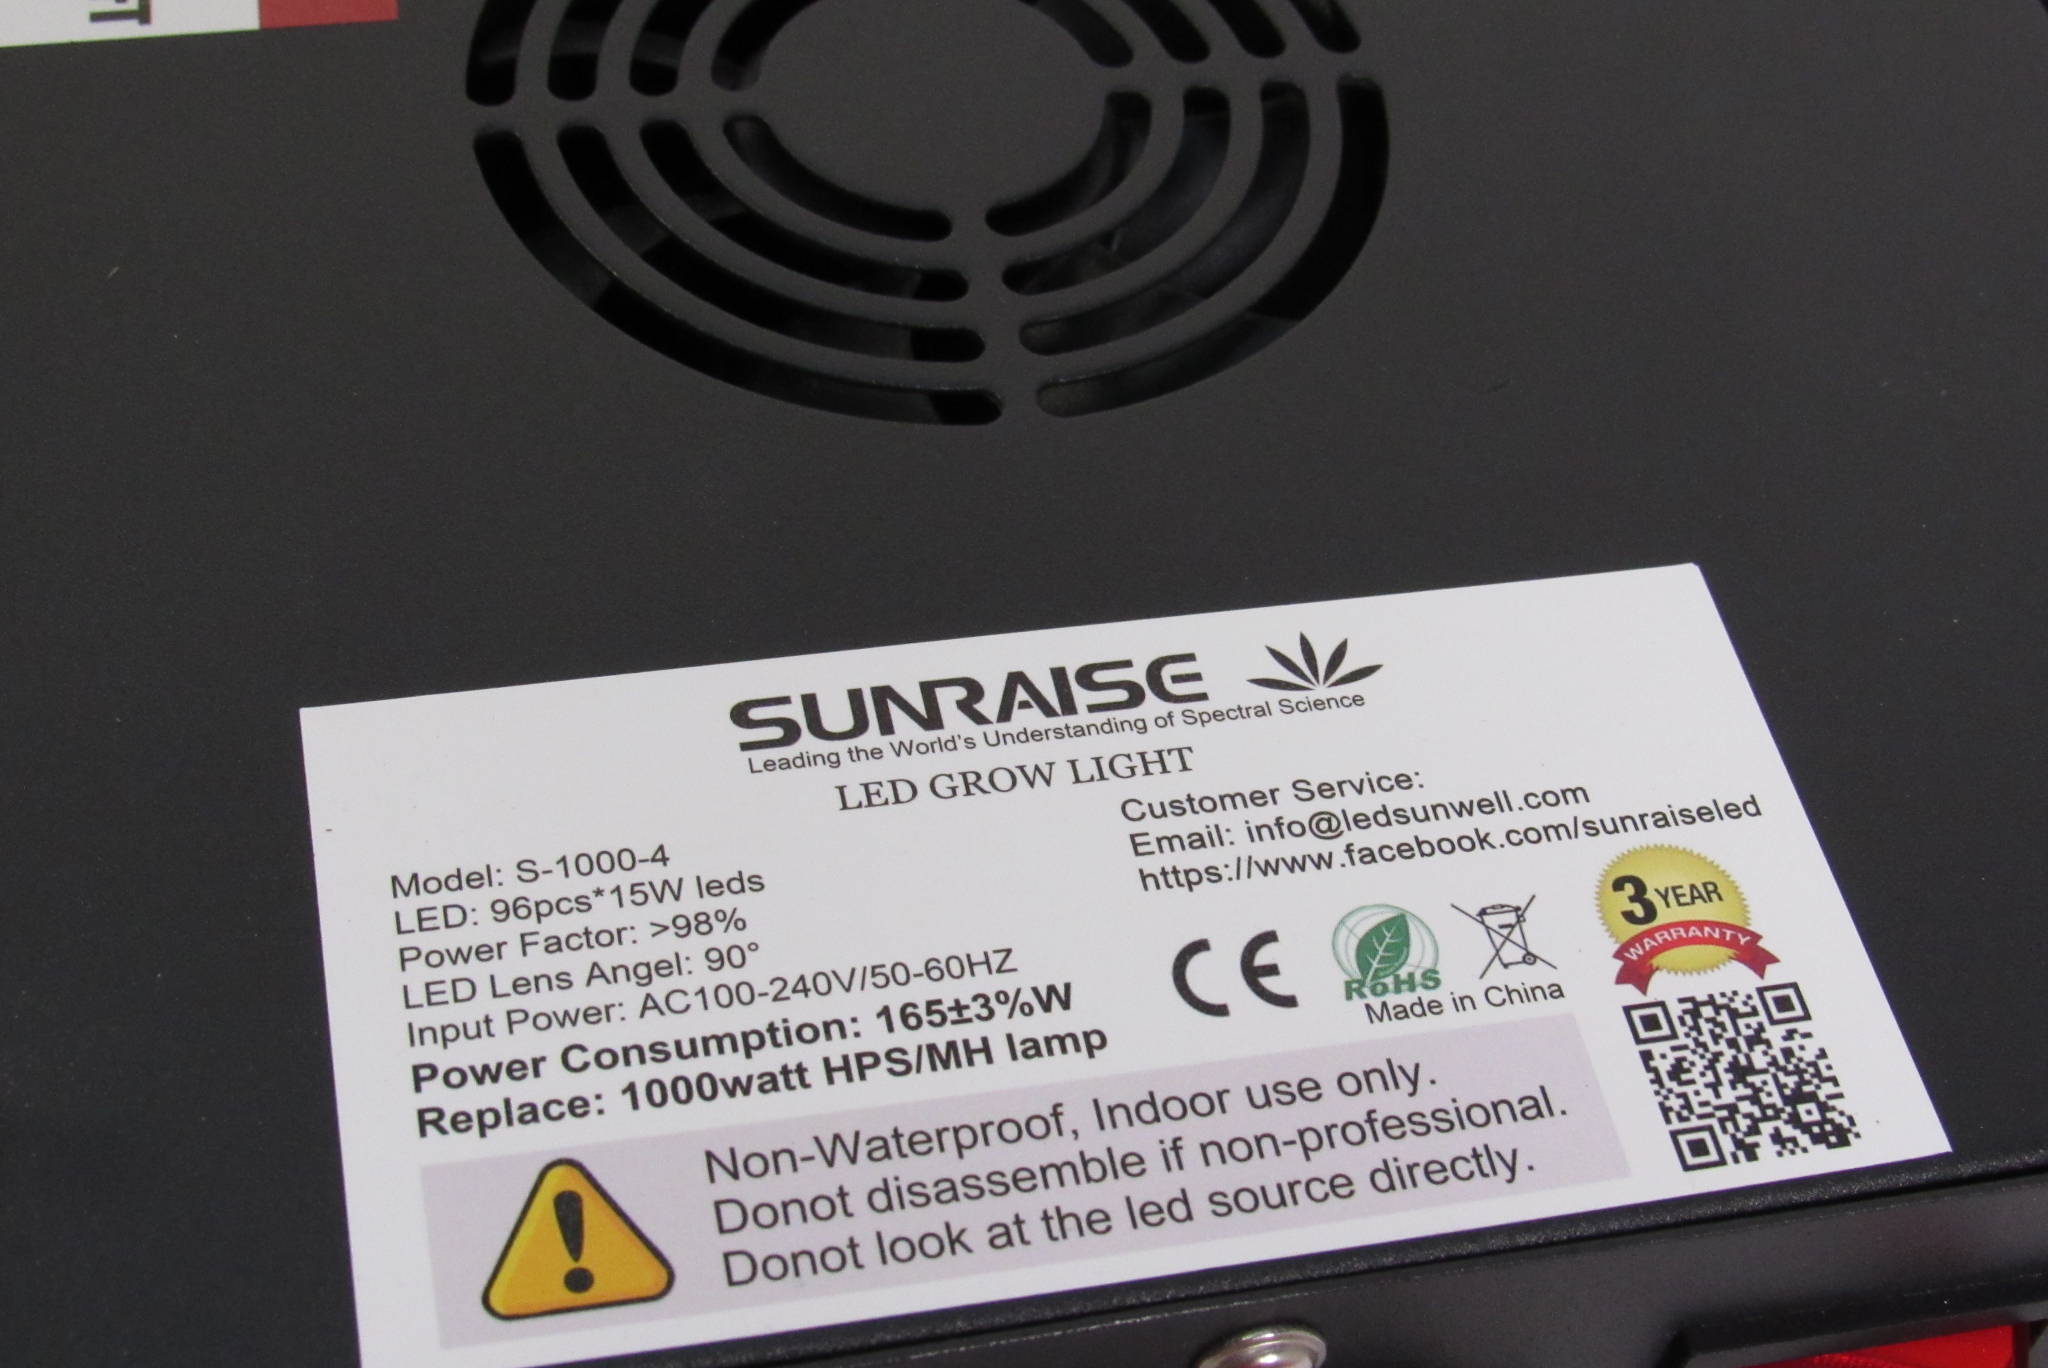 SUNRAISE
Leading the World's Understanding of Spectral Science
LED GROW LIGHT
Model: S-1000-4
LED: 96pcs*15W leds
Power Factor: >98%
LED Lens Angel: 90°
Input Power: AC100-240V/50-60HZ
Power Consumption: 165±3%W
Replace: 1000watt HPS/MH lamp
Customer Service:
Email: info@ledsunwell.com
https://www.facebook.com/sunraiseled
CE
RoHS
Made in China
3 YEAR
WARRANTY
Non-Waterproof, Indoor use only.
Donot disassemble if non-professional.
Donot look at the led source directly.